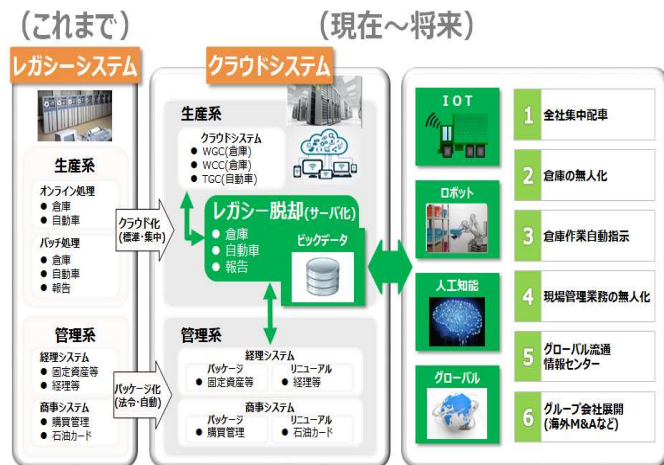 (これまで)
(現在～将来)
レガシーシステム
生産系
オンライン処理
● 倉庫
● 自動車
バッチ処理
● 倉庫
● 自動車
● 報告
管理系
経理システム
● 固定資産等
● 経理等
商事システム
● 購買管理
● 石油カード
クラウド化
(標準・集中)
パッケージ化
(法令・自動)
クラウドシステム
生産系
クラウドシステム
● WGC(倉庫)
● WCC(倉庫)
● TGC(自動車)
レガシー脱却(サーバ化)
● 倉庫
● 自動車
● 報告
ビックデータ
管理系
経理システム
パッケージ
● 固定資産等
リニューアル
● 経理等
商事システム
パッケージ
● 購買管理
リニューアル
● 石油カード
IOT
ロボット
人工知能
グローバル
1 全社集中配車
2 倉庫の無人化
3 倉庫作業自動指示
4 現場管理業務の無人化
5 グローバル流通
情報センター
6 グループ会社展開
(海外M&Aなど)